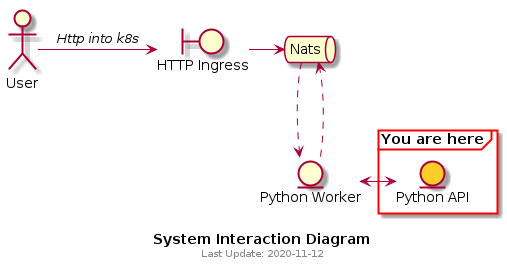 Http into k8s
User
HTTP Ingress
Nats
You are here
Python Worker
Python API
System Interaction Diagram
Last Update: 2020-11-12